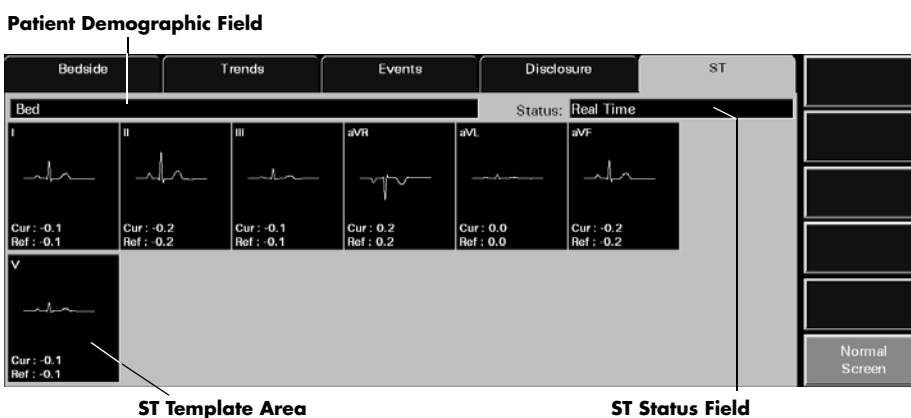 Patient Demographic Field
Bedside Trends Events Disclosure ST
Bed Status: Real Time
I II III aVR aVL aVF
Cur : -0.1 Cur : -0.2 Cur : -0.1 Cur : 0.2 Cur : 0.0 Cur : -0.2
Ref : -0.1 Ref : -0.2 Ref : -0.1 Ref : 0.2 Ref : 0.0 Ref : -0.2
V
Cur : -0.1
Ref : -0.1
Normal
Screen
ST Template Area ST Status Field